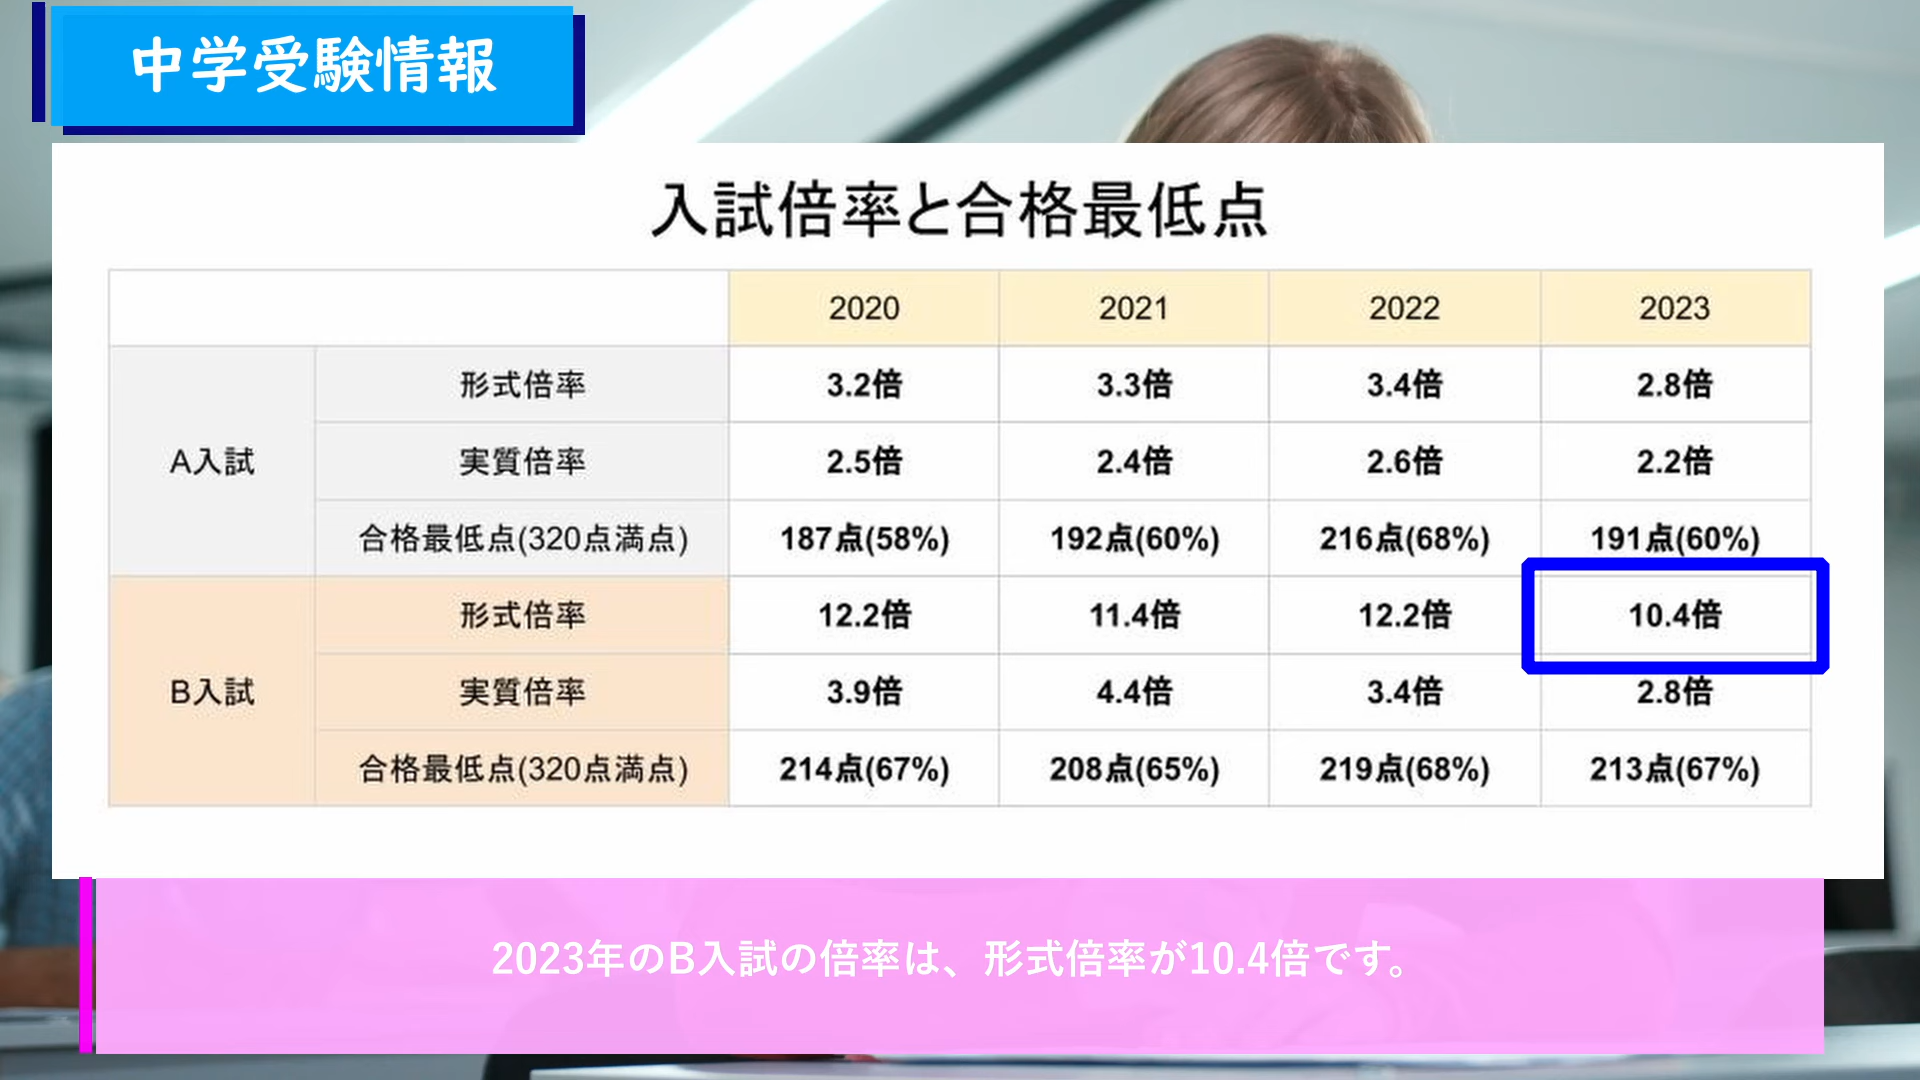 中学受験情報
入試倍率と合格最低点
2020 2021 2022 2023
A入試
形式倍率 3.2倍 3.3倍 3.4倍 2.8倍
実質倍率 2.5倍 2.4倍 2.6倍 2.2倍
合格最低点(320点満点) 187点(58%) 192点(60%) 216点(68%) 191点(60%)
B入試
形式倍率 12.2倍 11.4倍 12.2倍 10.4倍
実質倍率 3.9倍 4.4倍 3.4倍 2.8倍
合格最低点(320点満点) 214点(67%) 208点(65%) 219点(68%) 213点(67%)
2023年のB入試の倍率は、形式倍率が10.4倍です。